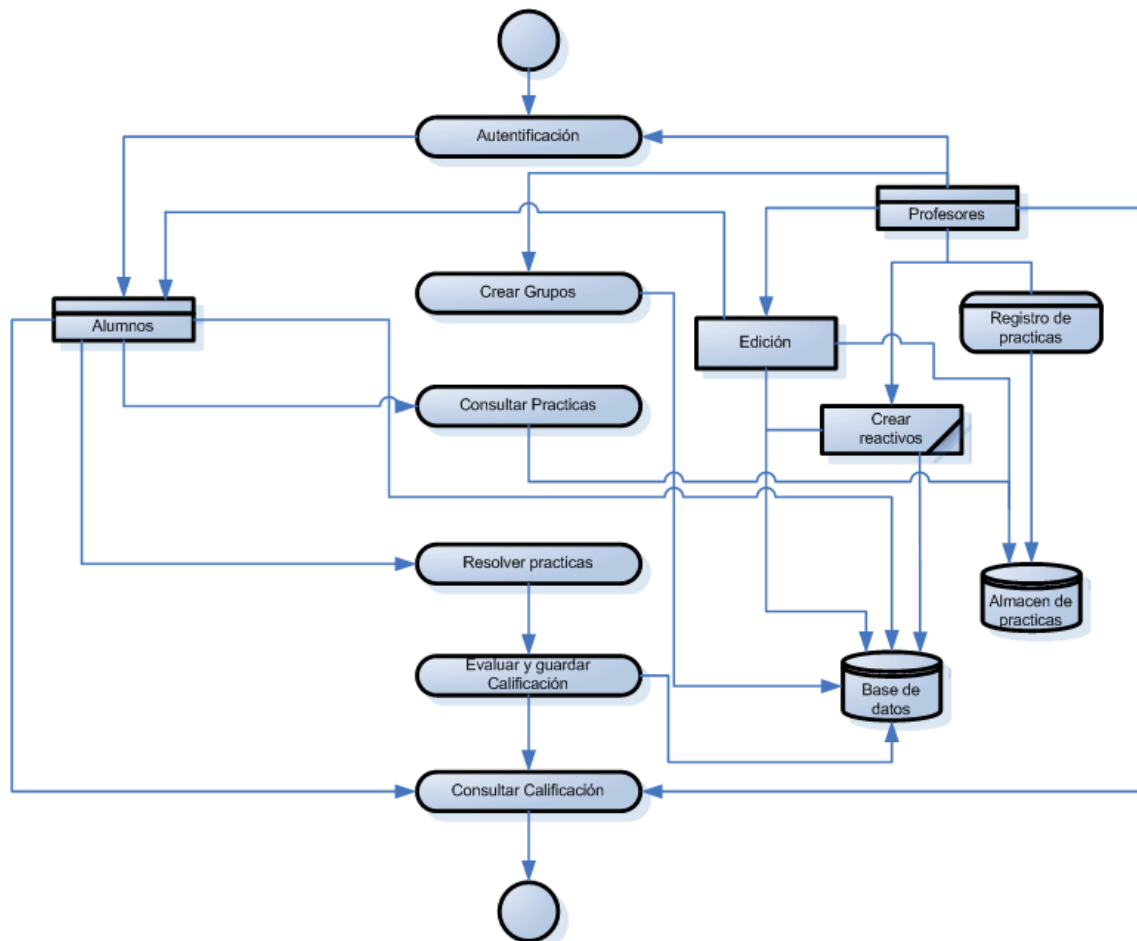 Autentificación
Profesores
Crear Grupos
Alumnos
Registro de
practicas
Edición
Consultar Practicas
Crear
reactivos
Resolver practicas
Almacen de
practicas
Evaluar y guardar
Calificación
Base de
datos
Consultar Calificación